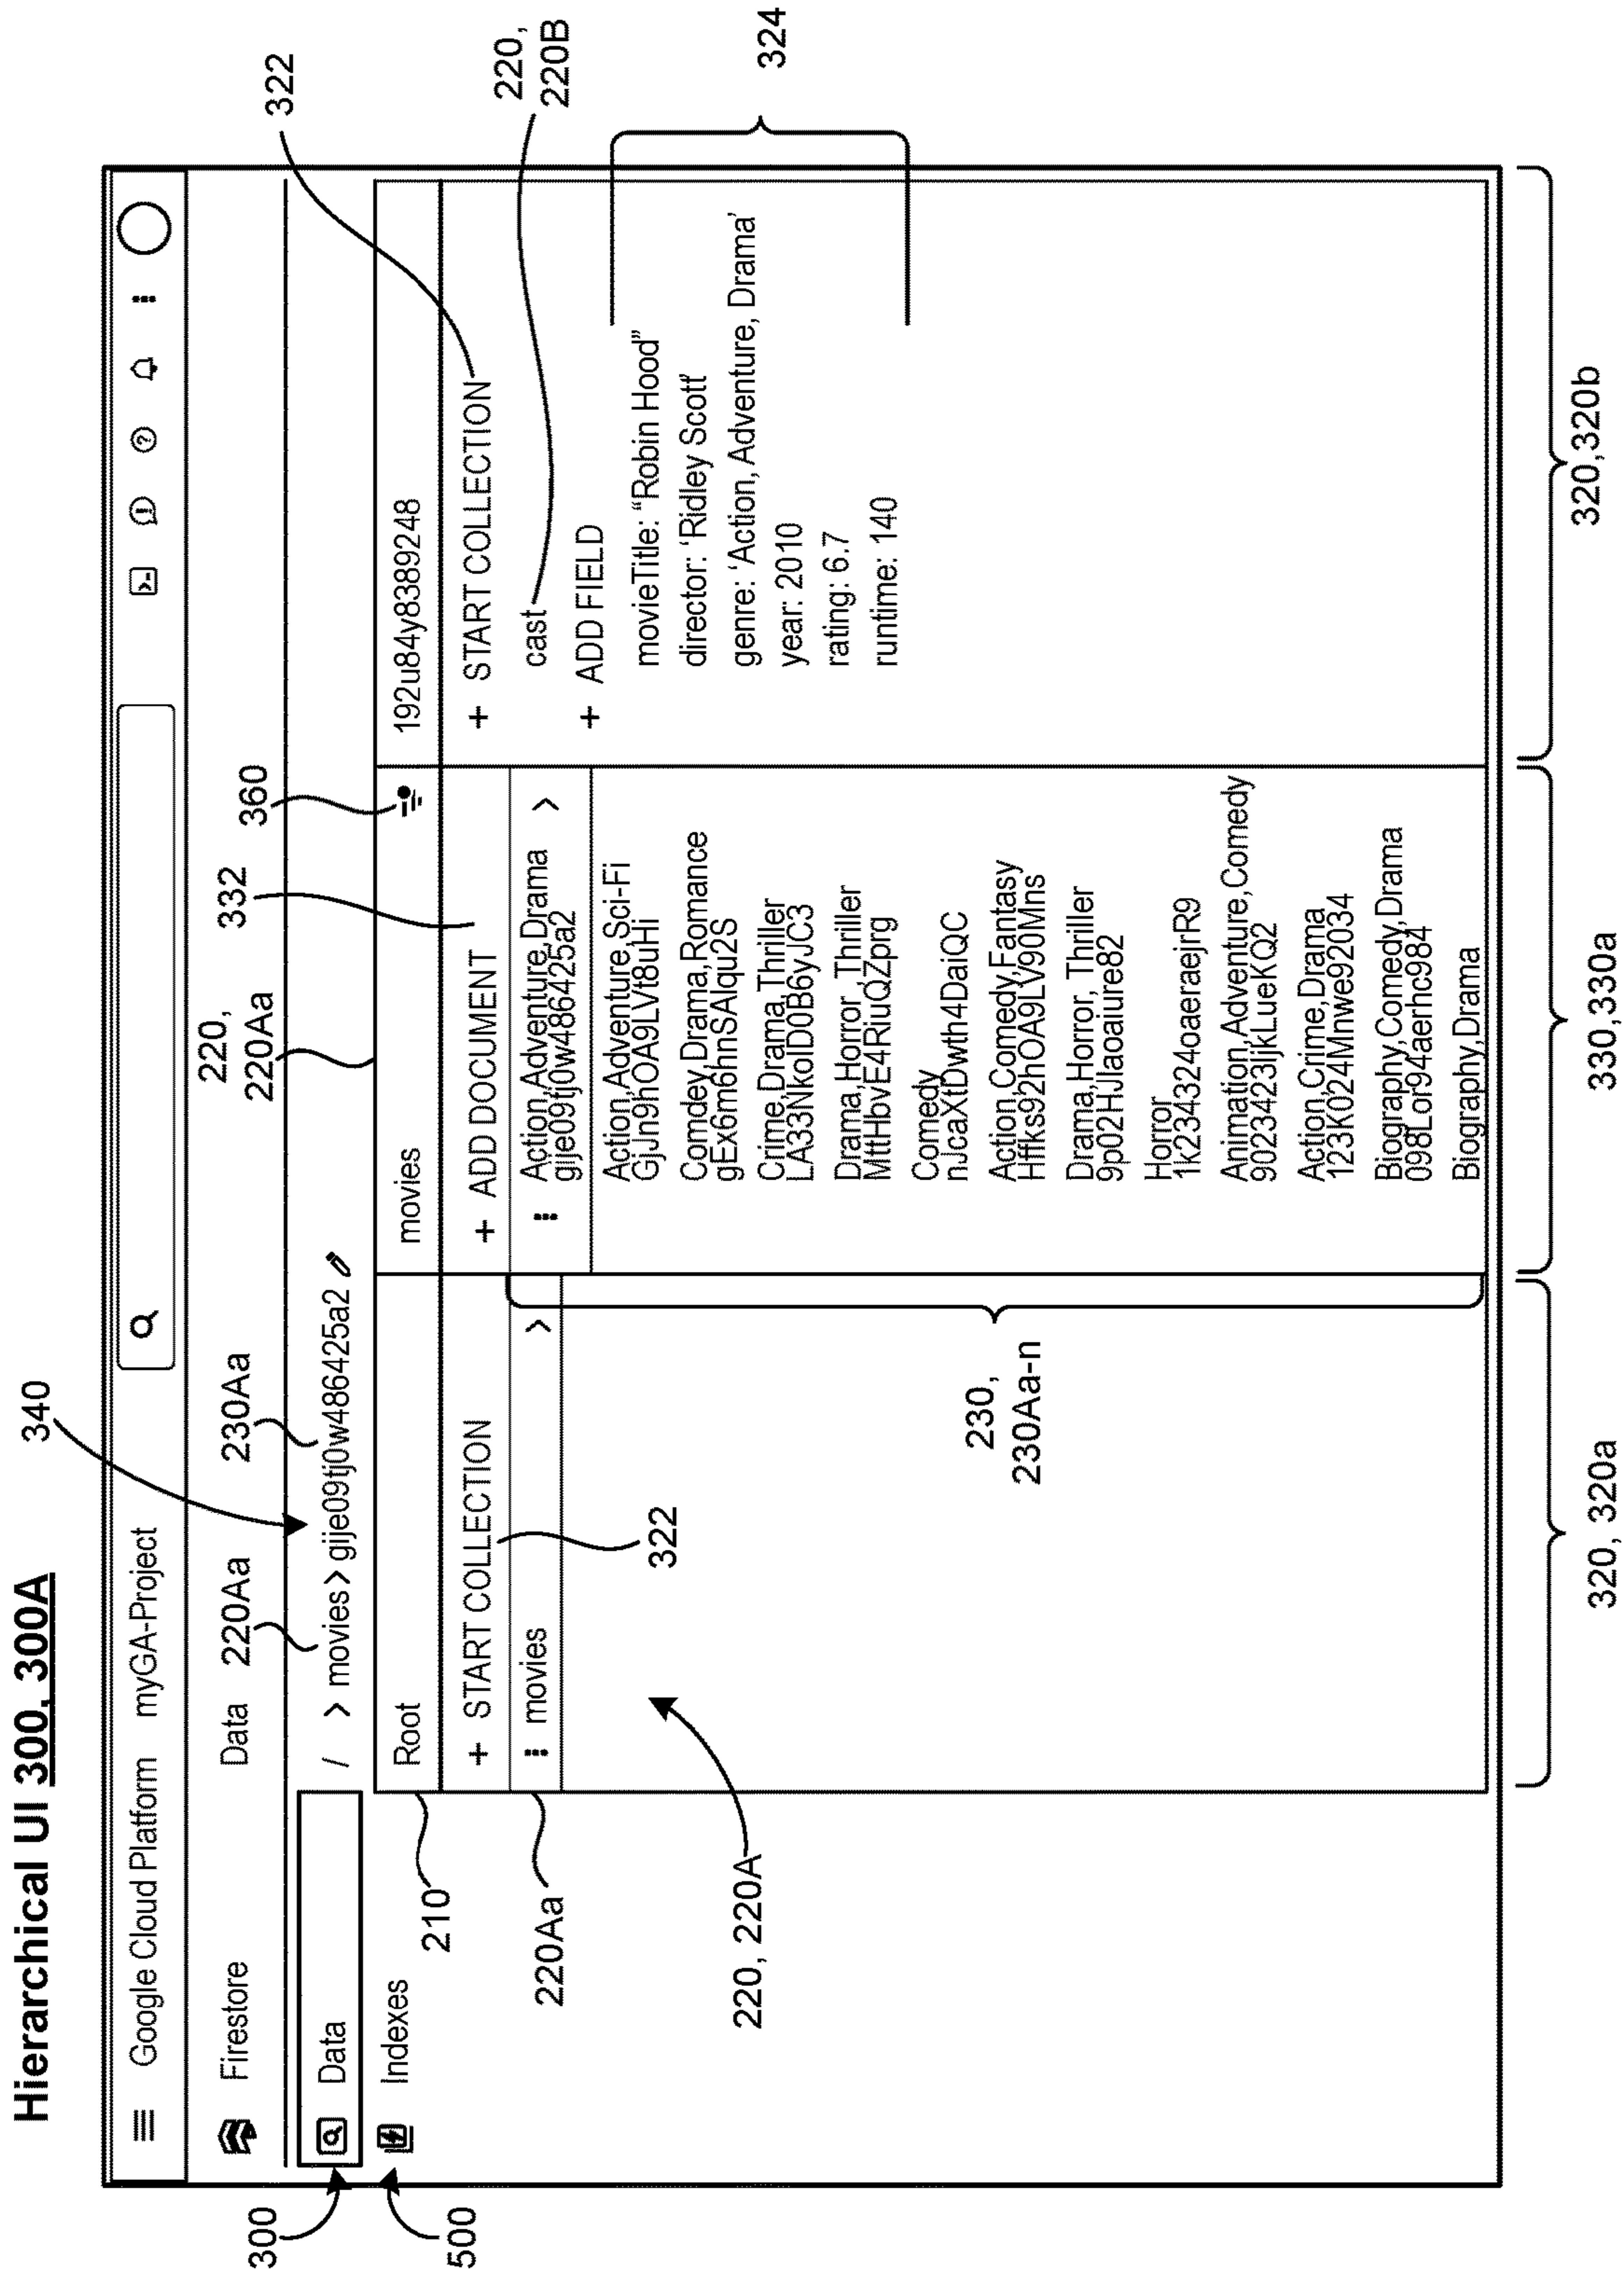 Hierarchical UI 300, 300A
340
Google Cloud Platform myGA-Project
Firestore
Data
220Aa
230Aa
220,
220Aa
332
360
322
220,
220B
300
Data
/ > movies > gije09tj0w486425a2
500
Indexes
210
Root
movies
192u84y8389248
+ START COLLECTION
+ ADD DOCUMENT
+ START COLLECTION
220Aa
movies >
Action,Adventure,Drama >
gije09tj0w486425a2
cast
+ ADD FIELD
322
220, 220A
230,
230Aa-n
Action,Adventure,Sci-Fi
GjJn9hOA9LVt8uHi
Comdey,Drama,Romance
gEx6m6hnSAlqu2S
Crime,Drama,Thriller
LA33NkolD0B6yJC3
Drama,Horror,Thriller
MttHbvE4RiuQZprg
Comedy
nJcaXtDwth4DaiQC
Action,Comedy,Fantasy
Hffks92hOA9LV90Mns
Drama,Horror,Thriller
9p02HJlaoaiure82
Horror
1k234324oaeraejrR9
Animation,Adventure,Comedy
9023423ljkLueKQ2
Action,Crime,Drama
123K024Mnwe92034
Biography,Comedy,Drama
098Lor94aerhc984
Biography,Drama
movieTitle: “Robin Hood”
director: ‘Ridley Scott’
genre: ‘Action, Adventure, Drama’
year: 2010
rating: 6.7
runtime: 140
324
320, 320a
330,330a
320,320b